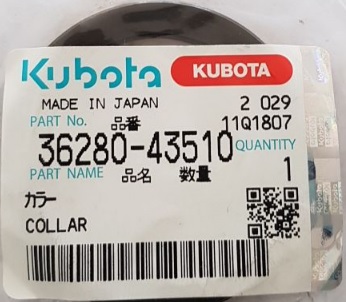 Kubota KUBOTA
MADE IN JAPAN 2 029
PART No. 品番 11Q1807
36280-43510 QUANTITY
PART NAME 品名 数量 1
カラー
COLLAR